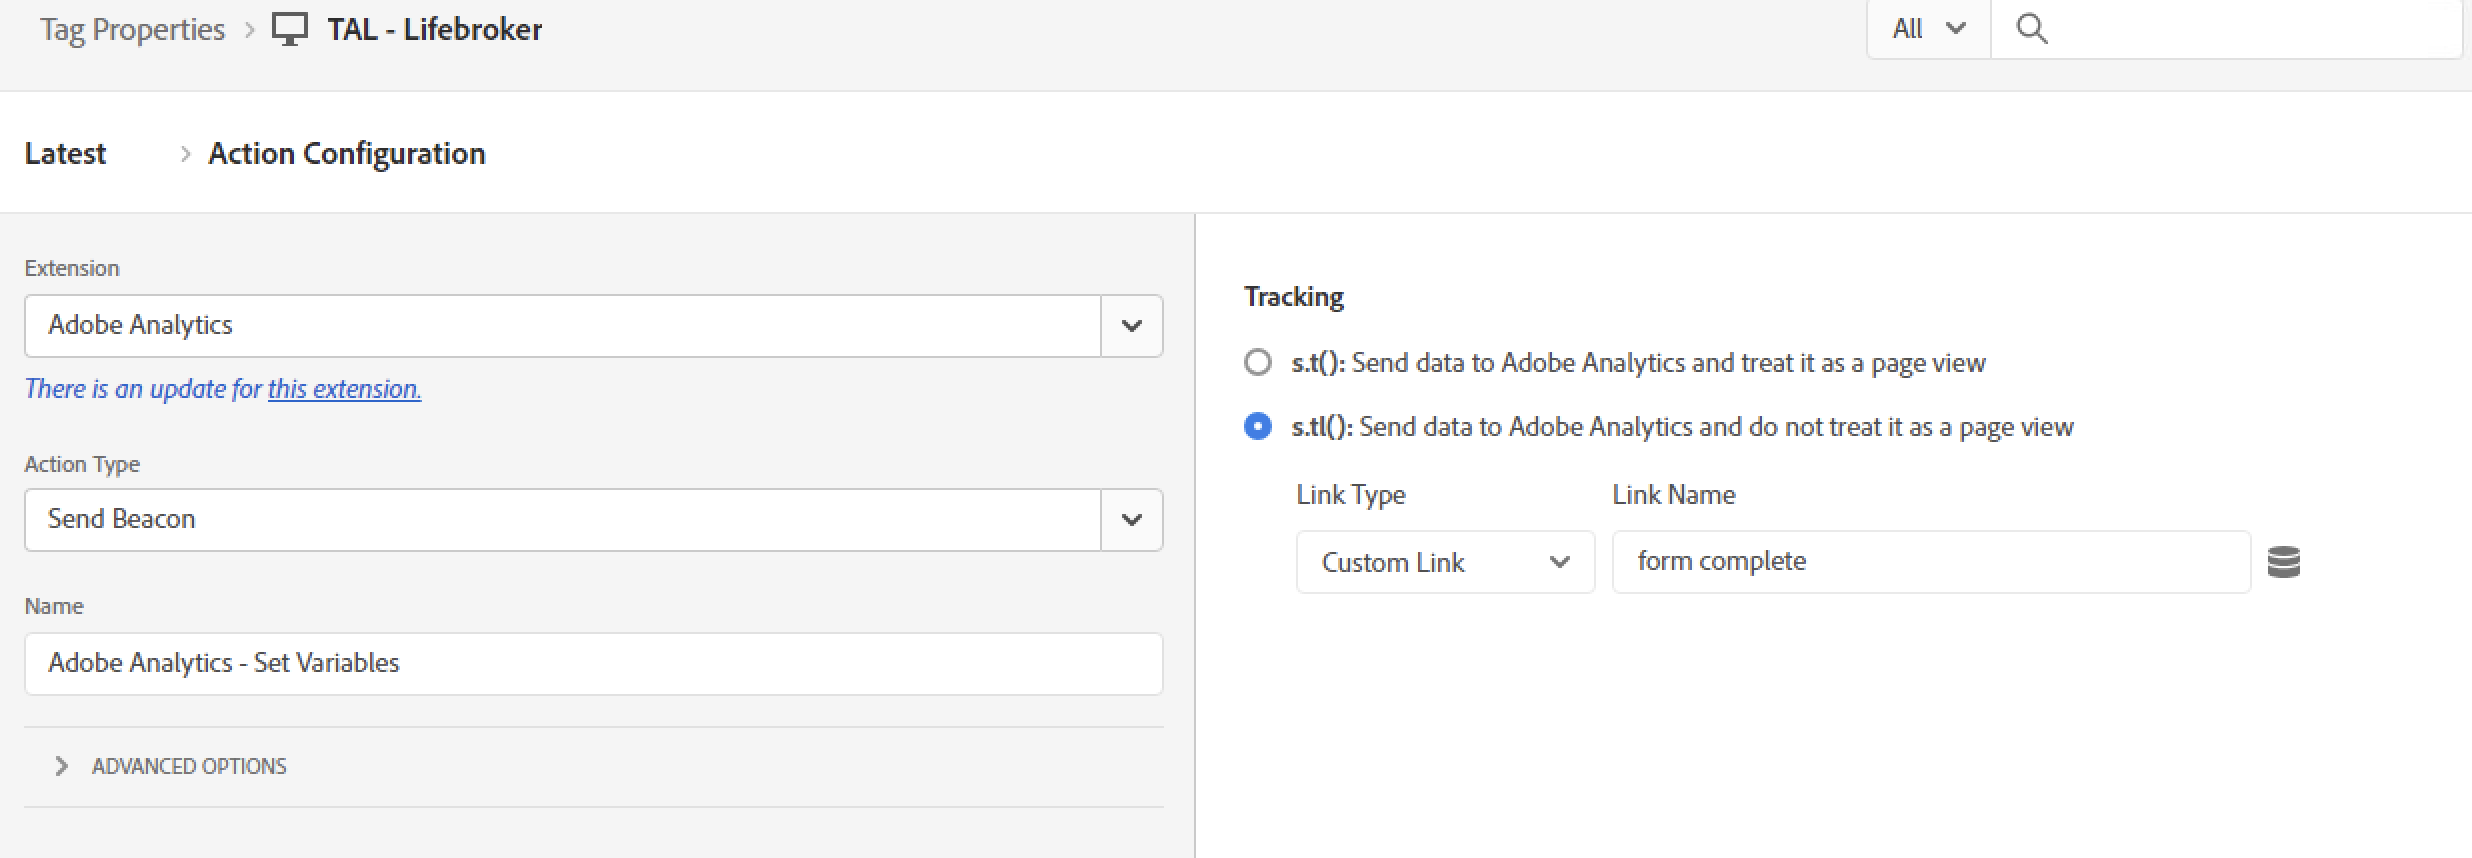 Tag Properties > TAL - Lifebroker
All
Latest > Action Configuration
Extension
Adobe Analytics
There is an update for this extension.
Action Type
Send Beacon
Name
Adobe Analytics - Set Variables
> ADVANCED OPTIONS
Tracking
s.t(): Send data to Adobe Analytics and treat it as a page view
s.tl(): Send data to Adobe Analytics and do not treat it as a page view
Link Type Link Name
Custom Link form complete